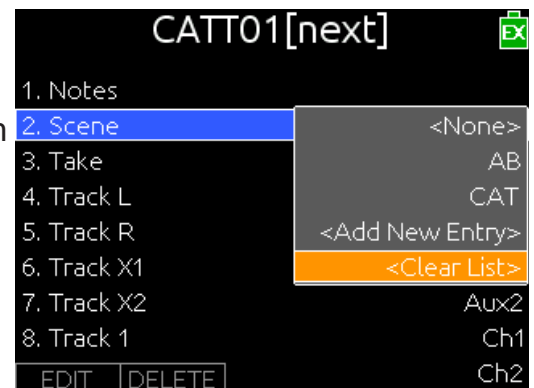 CATT01[next]
EX
1. Notes
n 2. Scene <None>
3. Take AB
4. Track L CAT
5. Track R <Add New Entry>
6. Track X1 <Clear List>
7. Track X2 Aux2
8. Track 1 Ch1
EDIT DELETE Ch2